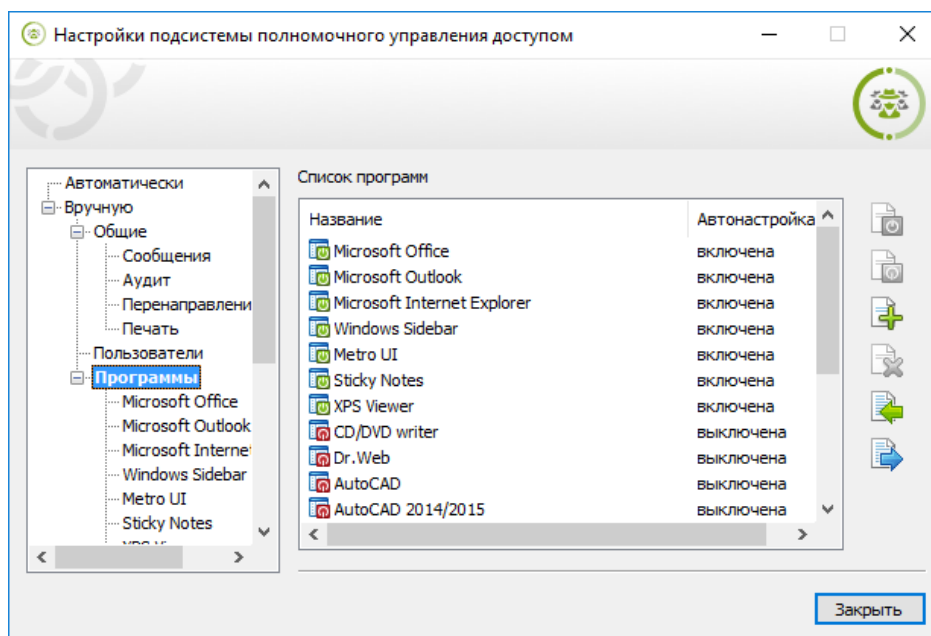 Настройки подсистемы полномочного управления доступом
Автоматически
Вручную
Общие
Сообщения
Аудит
Перенаправлени
Печать
Пользователи
Программы
Microsoft Office
Microsoft Outlook
Microsoft Interne
Windows Sidebar
Metro UI
Sticky Notes
Список программ
Название Автонастройка
Microsoft Office включена
Microsoft Outlook включена
Microsoft Internet Explorer включена
Windows Sidebar включена
Metro UI включена
Sticky Notes включена
XPS Viewer включена
CD/DVD writer выключена
Dr.Web выключена
AutoCAD выключена
AutoCAD 2014/2015 выключена
Закрыть